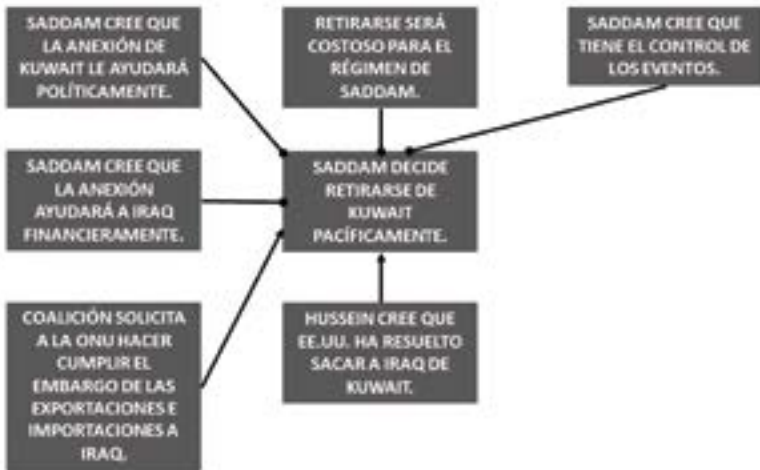 SADDAM CREE QUE
LA ANEXIÓN DE
KUWAIT LE AYUDARÁ
POLÍTICAMENTE.
RETIRARSE SERÁ
COSTOSO PARA EL
RÉGIMEN DE
SADDAM.
SADDAM CREE QUE
TIENE EL CONTROL DE
LOS EVENTOS.
SADDAM CREE QUE
LA ANEXIÓN
AYUDARÁ A IRAQ
FINANCIERAMENTE.
SADDAM DECIDE
RETIRARSE DE
KUWAIT
PACÍFICAMENTE.
COALICIÓN SOLICITA
A LA ONU HACER
CUMPLIR EL
EMBARGO DE LAS
EXPORTACIONES E
IMPORTACIONES A
IRAQ.
HUSSEIN CREE QUE
EE.UU. HA RESUELTO
SACAR A IRAQ DE
KUWAIT.